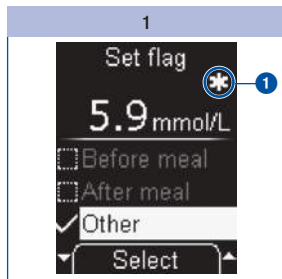 1
Set flag
* 1
5.9 mmol/L
Before meal
After meal
Other
Select